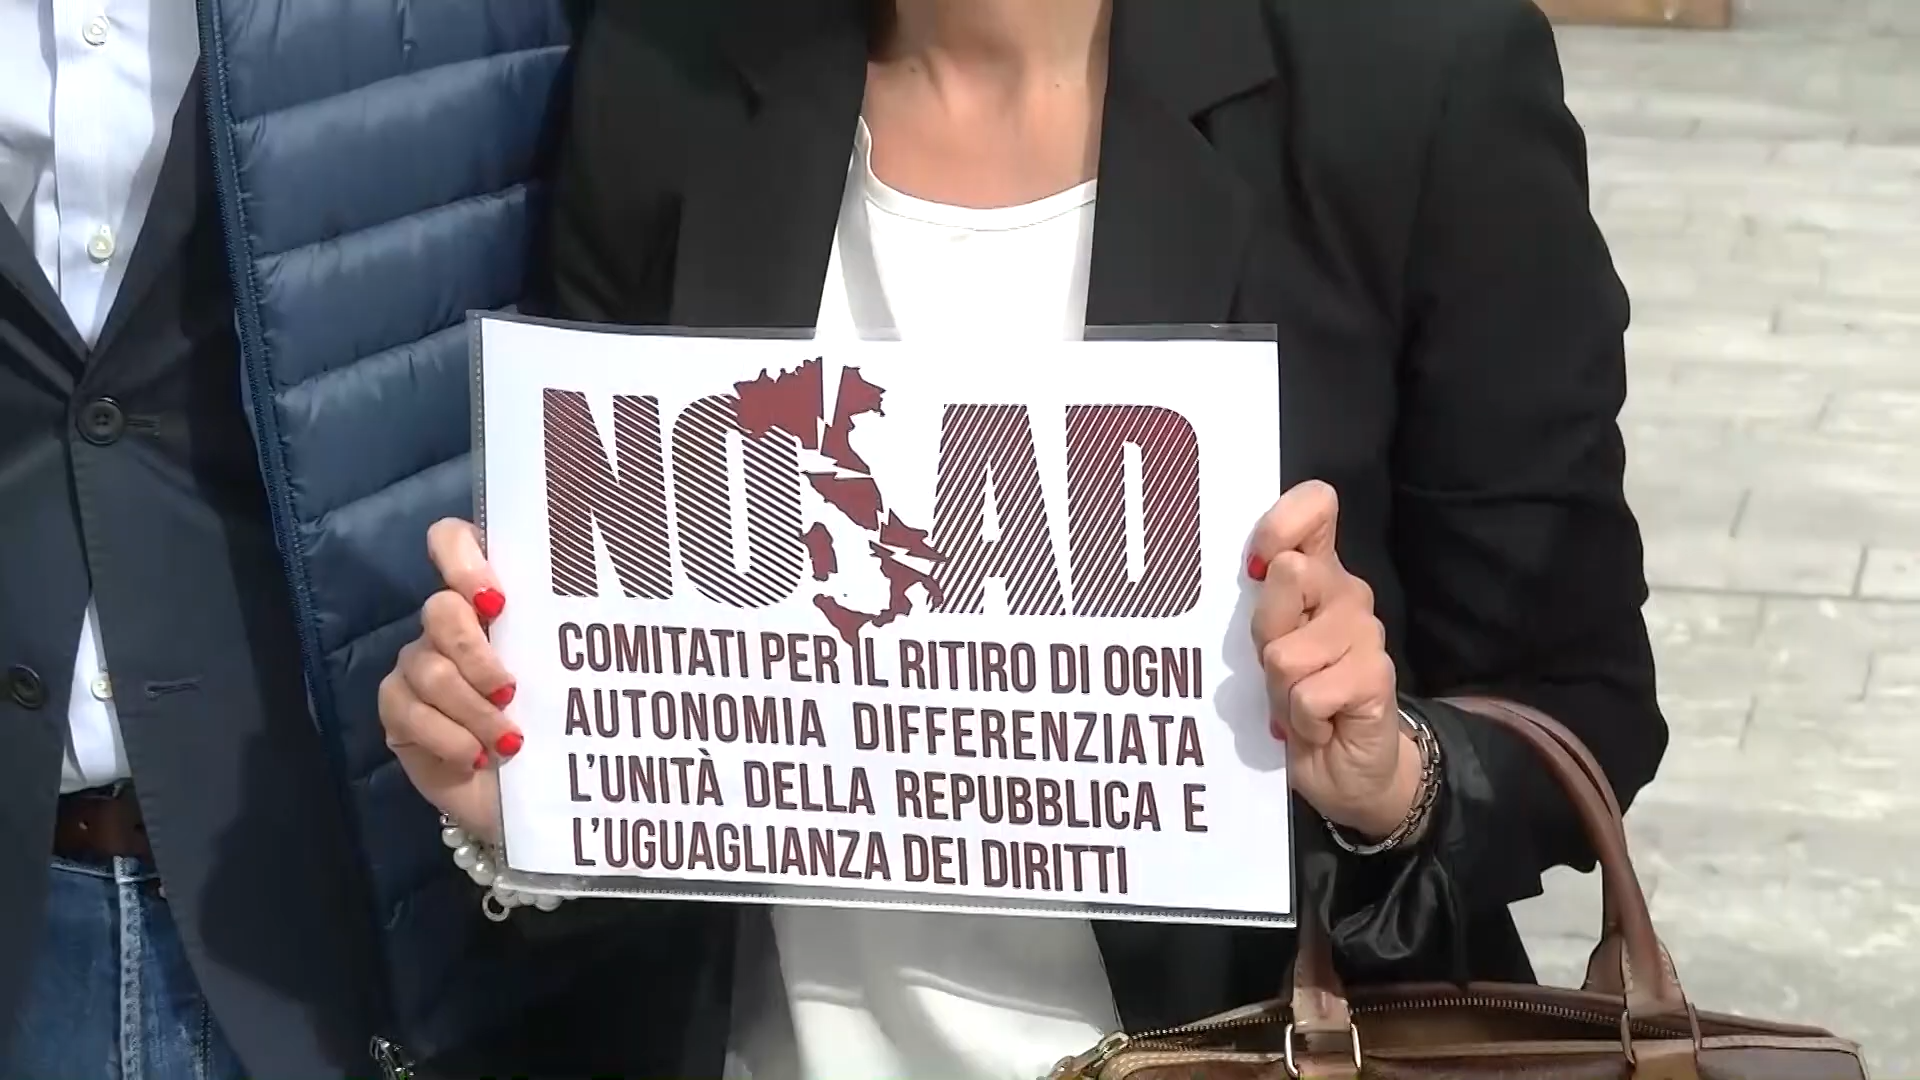 NO AD
COMITATI PER IL RITIRO DI OGNI
AUTONOMIA DIFFERENZIATA
L'UNITÀ DELLA REPUBBLICA E
L'UGUAGLIANZA DEI DIRITTI